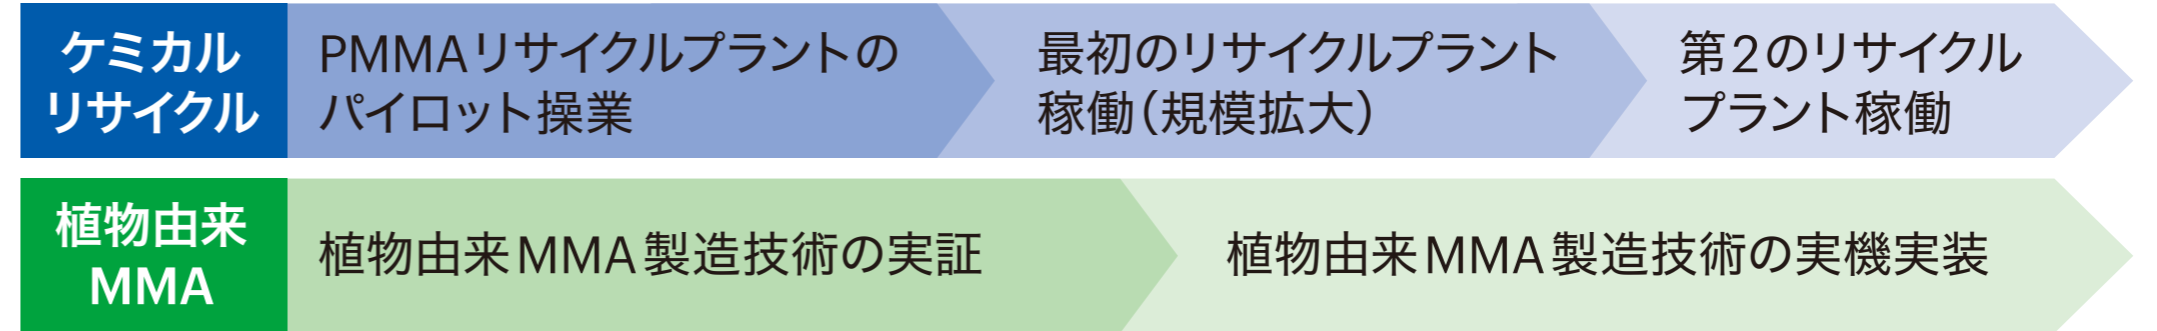 ケミカル
リサイクル
PMMAリサイクルプラントの
パイロット操業
最初のリサイクルプラント
稼働(規模拡大)
第2のリサイクル
プラント稼働
植物由来
MMA
植物由来MMA製造技術の実証
植物由来MMA製造技術の実機実装